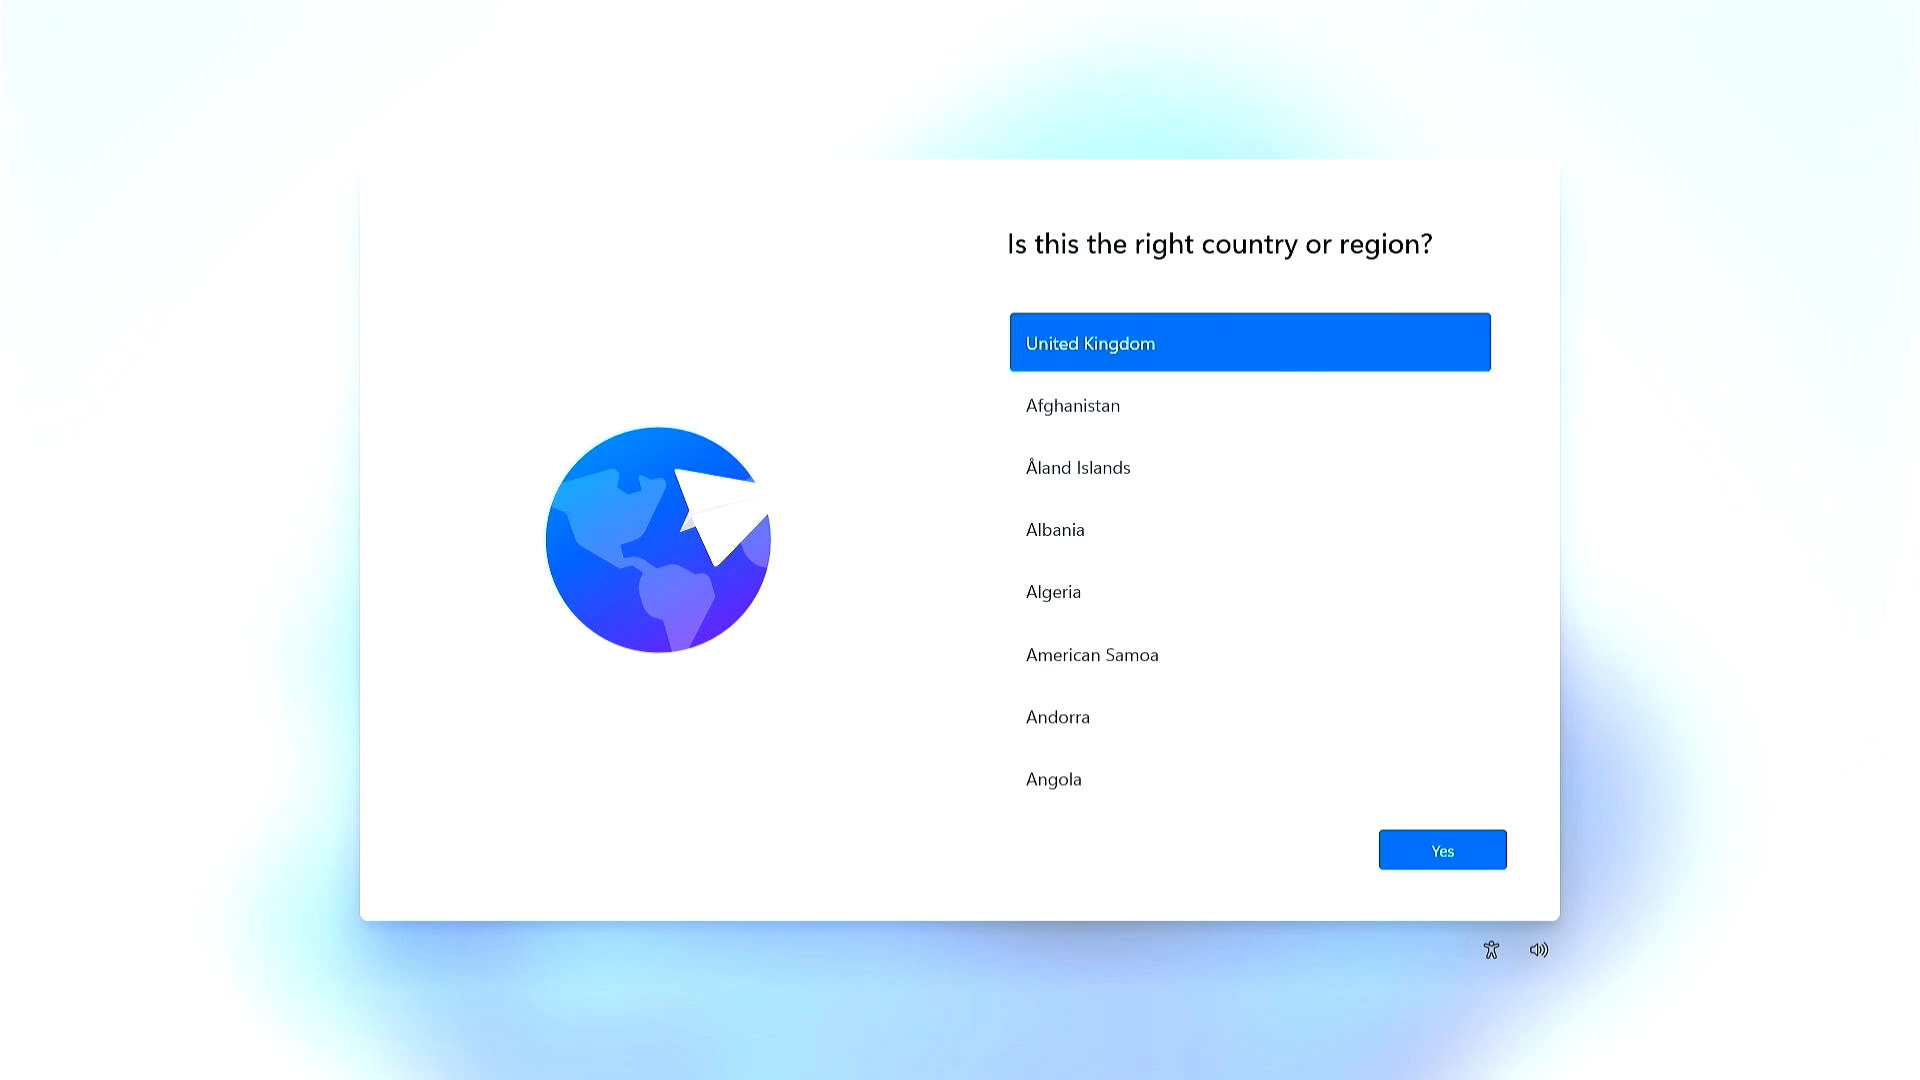 Is this the right country or region?
United Kingdom
Afghanistan
Åland Islands
Albania
Algeria
American Samoa
Andorra
Angola
Yes